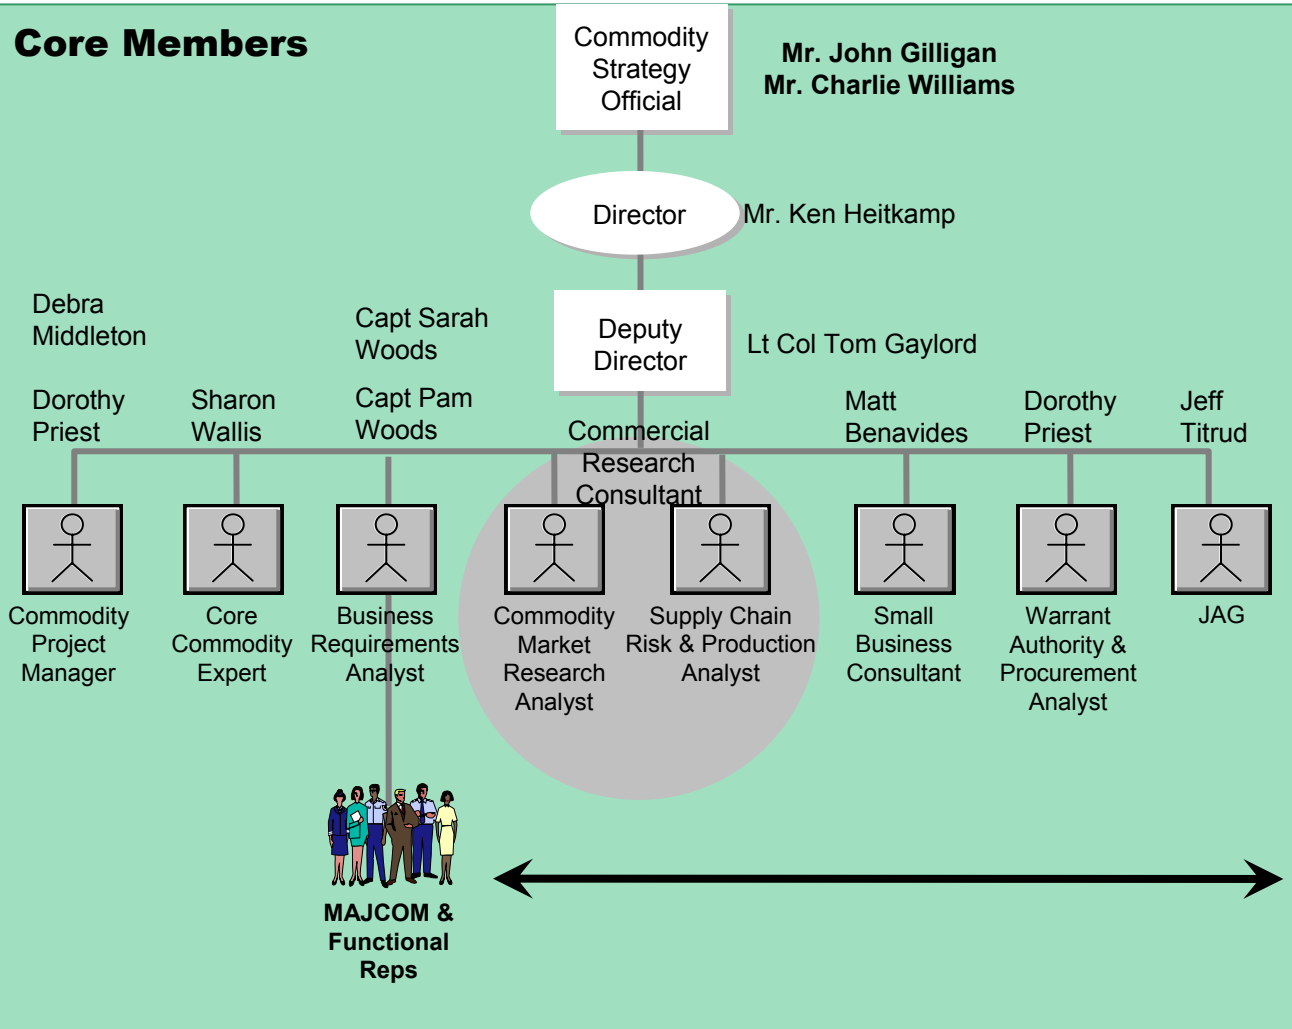 Core Members
Commodity
Strategy
Official
Mr. John Gilligan
Mr. Charlie Williams
Director
Mr. Ken Heitkamp
Deputy
Director
Lt Col Tom Gaylord
Debra
Middleton
Dorothy
Priest
Sharon
Wallis
Capt Sarah
Woods
Capt Pam
Woods
Commercial
Research
Consultant
Matt
Benavides
Dorothy
Priest
Jeff
Titrud
Commodity
Project
Manager
Core
Commodity
Expert
Business
Requirements
Analyst
Commodity
Market
Research
Analyst
Supply Chain
Risk & Production
Analyst
Small
Business
Consultant
Warrant
Authority &
Procurement
Analyst
JAG
MAJCOM &
Functional
Reps